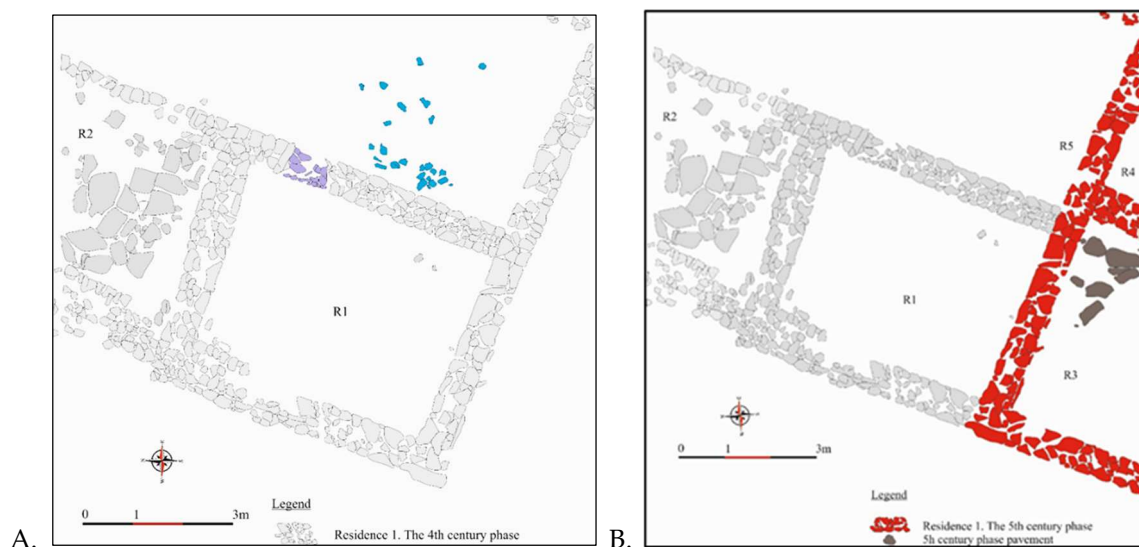 R2
R1
0 1 3m
Legend
Residence 1. The 4th century phase
A.
R2
R5
R4
R1
R3
0 1 3m
Legend
Residence 1. The 5th century phase
5h century phase pavement
B.